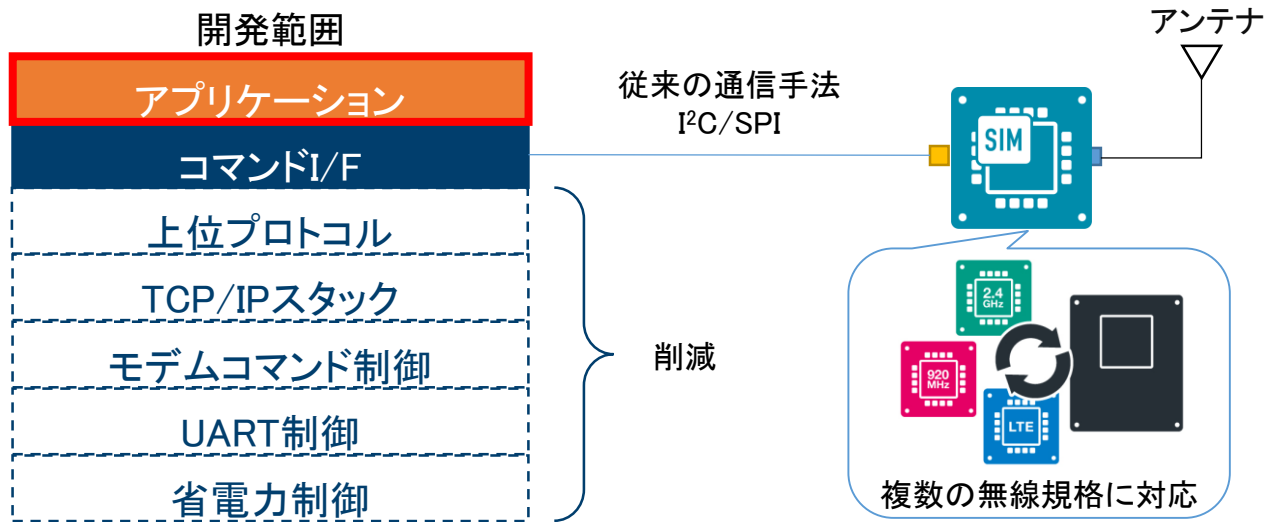 開発範囲
アプリケーション
コマンドI/F
上位プロトコル
TCP/IPスタック
モデムコマンド制御
UART制御
省電力制御
削減
従来の通信手法
I²C/SPI
アンテナ
SIM
2.4
GHz
920
MHz
LTE
複数の無線規格に対応